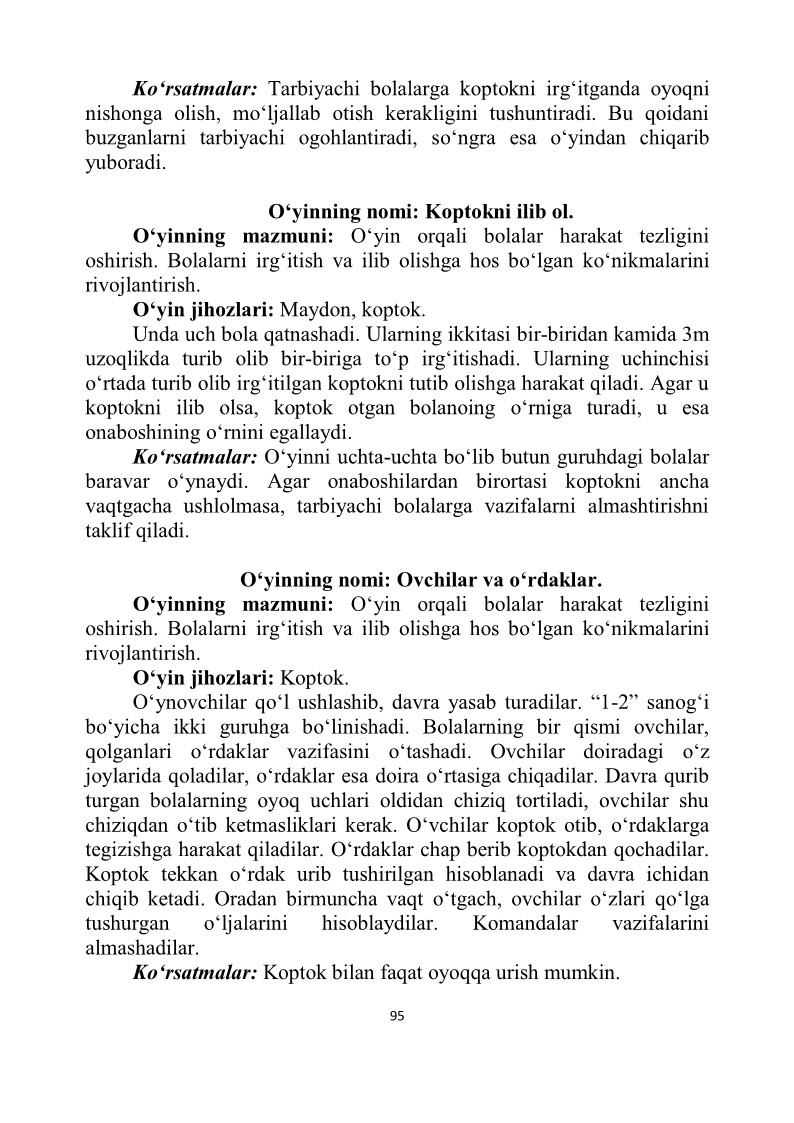 Ko‘rsatmalar: Tarbiyachi bolalarga koptokni irg‘itganda oyoqni
nishonga olish, mo‘ljallab otish kerakligini tushuntiradi. Bu qoidani
buzganlarni tarbiyachi ogohlantiradi, so‘ngra esa o‘yindan chiqarib
yuboradi.
O‘yinning nomi: Koptokni ilib ol.
O‘yinning mazmuni: O‘yin orqali bolalar harakat tezligini
oshirish. Bolalarni irg‘itish va ilib olishga hos bo‘lgan ko‘nikmalarini
rivojlantirish.
O‘yin jihozlari: Maydon, koptok.
Unda uch bola qatnashadi. Ularning ikkitasi bir-biridan kamida 3m
uzoqlikda turib olib bir-biriga to‘p irg‘itishadi. Ularning uchinchisi
o‘rtada turib olib irg‘itilgan koptokni tutib olishga harakat qiladi. Agar u
koptokni ilib olsa, koptok otgan bolanoing o‘rniga turadi, u esa
onaboshining o‘rnini egallaydi.
Ko‘rsatmalar: O‘yinni uchta-uchta bo‘lib butun guruhdagi bolalar
baravar o‘ynaydi. Agar onaboshilardan birortasi koptokni ancha
vaqtgacha ushlolmasa, tarbiyachi bolalarga vazifalarni almashtirishni
taklif qiladi.
O‘yinning nomi: Ovchilar va o‘rdaklar.
O‘yinning mazmuni: O‘yin orqali bolalar harakat tezligini
oshirish. Bolalarni irg‘itish va ilib olishga hos bo‘lgan ko‘nikmalarini
rivojlantirish.
O‘yin jihozlari: Koptok.
O‘ynovchilar qo‘l ushlashib, davra yasab turadilar. “1-2” sanog‘i
bo‘yicha ikki guruhga bo‘linishadi. Bolalarning bir qismi ovchilar,
qolganlari o‘rdaklar vazifasini o‘tashadi. Ovchilar doiradagi o‘z
joylarida qoladilar, o‘rdaklar esa doira o‘rtasiga chiqadilar. Davra qurib
turgan bolalarning oyoq uchlari oldidan chiziq tortiladi, ovchilar shu
chiziqdan o‘tib ketmasliklari kerak. O‘vchilar koptok otib, o‘rdaklarga
tegizishga harakat qiladilar. O‘rdaklar chap berib koptokdan qochadilar.
Koptok tekkan o‘rdak urib tushirilgan hisoblanadi va davra ichidan
chiqib ketadi. Oradan birmuncha vaqt o‘tgach, ovchilar o‘zlari qo‘lga
tushurgan o‘ljalarini hisoblaydilar. Komandalar vazifalarini
almashadilar.
Ko‘rsatmalar: Koptok bilan faqat oyoqqa urish mumkin.
95